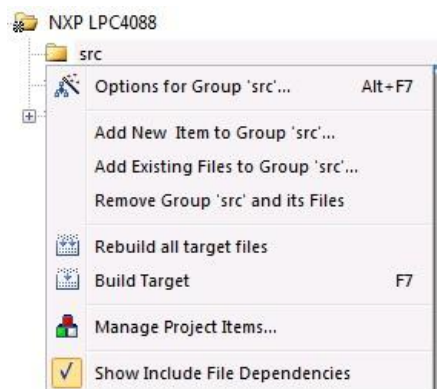 NXP LPC4088
src
Options for Group 'src'... Alt+F7
Add New Item to Group 'src'...
Add Existing Files to Group 'src'...
Remove Group 'src' and its Files
Rebuild all target files
Build Target F7
Manage Project Items...
Show Include File Dependencies